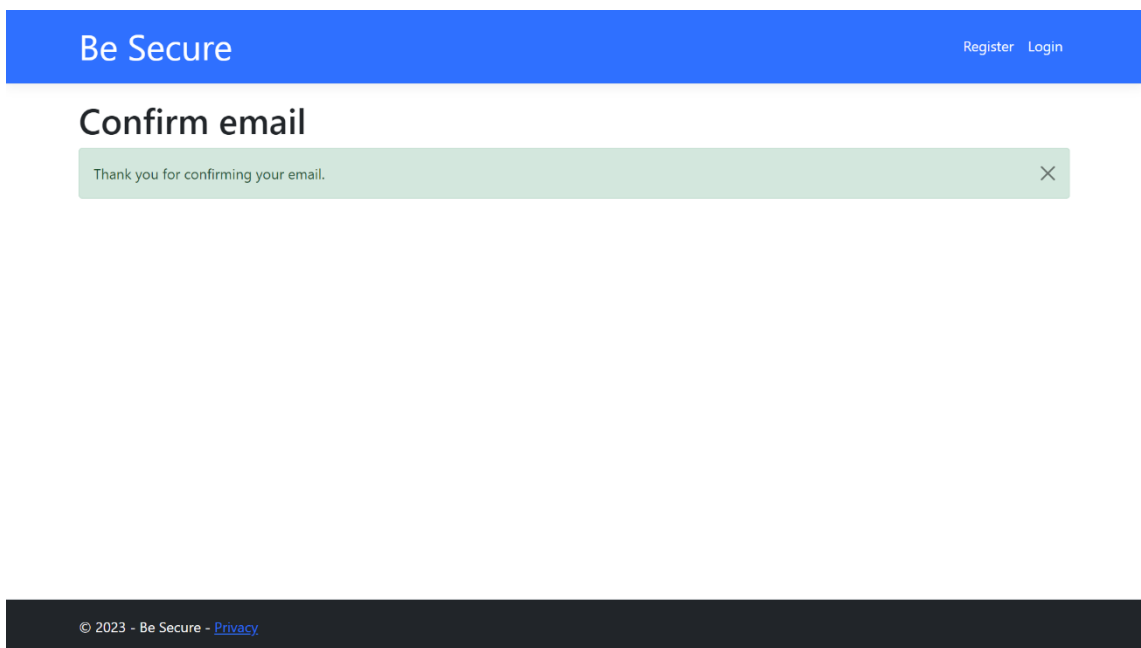 Be Secure
Register Login
Confirm email
Thank you for confirming your email.
© 2023 - Be Secure - Privacy